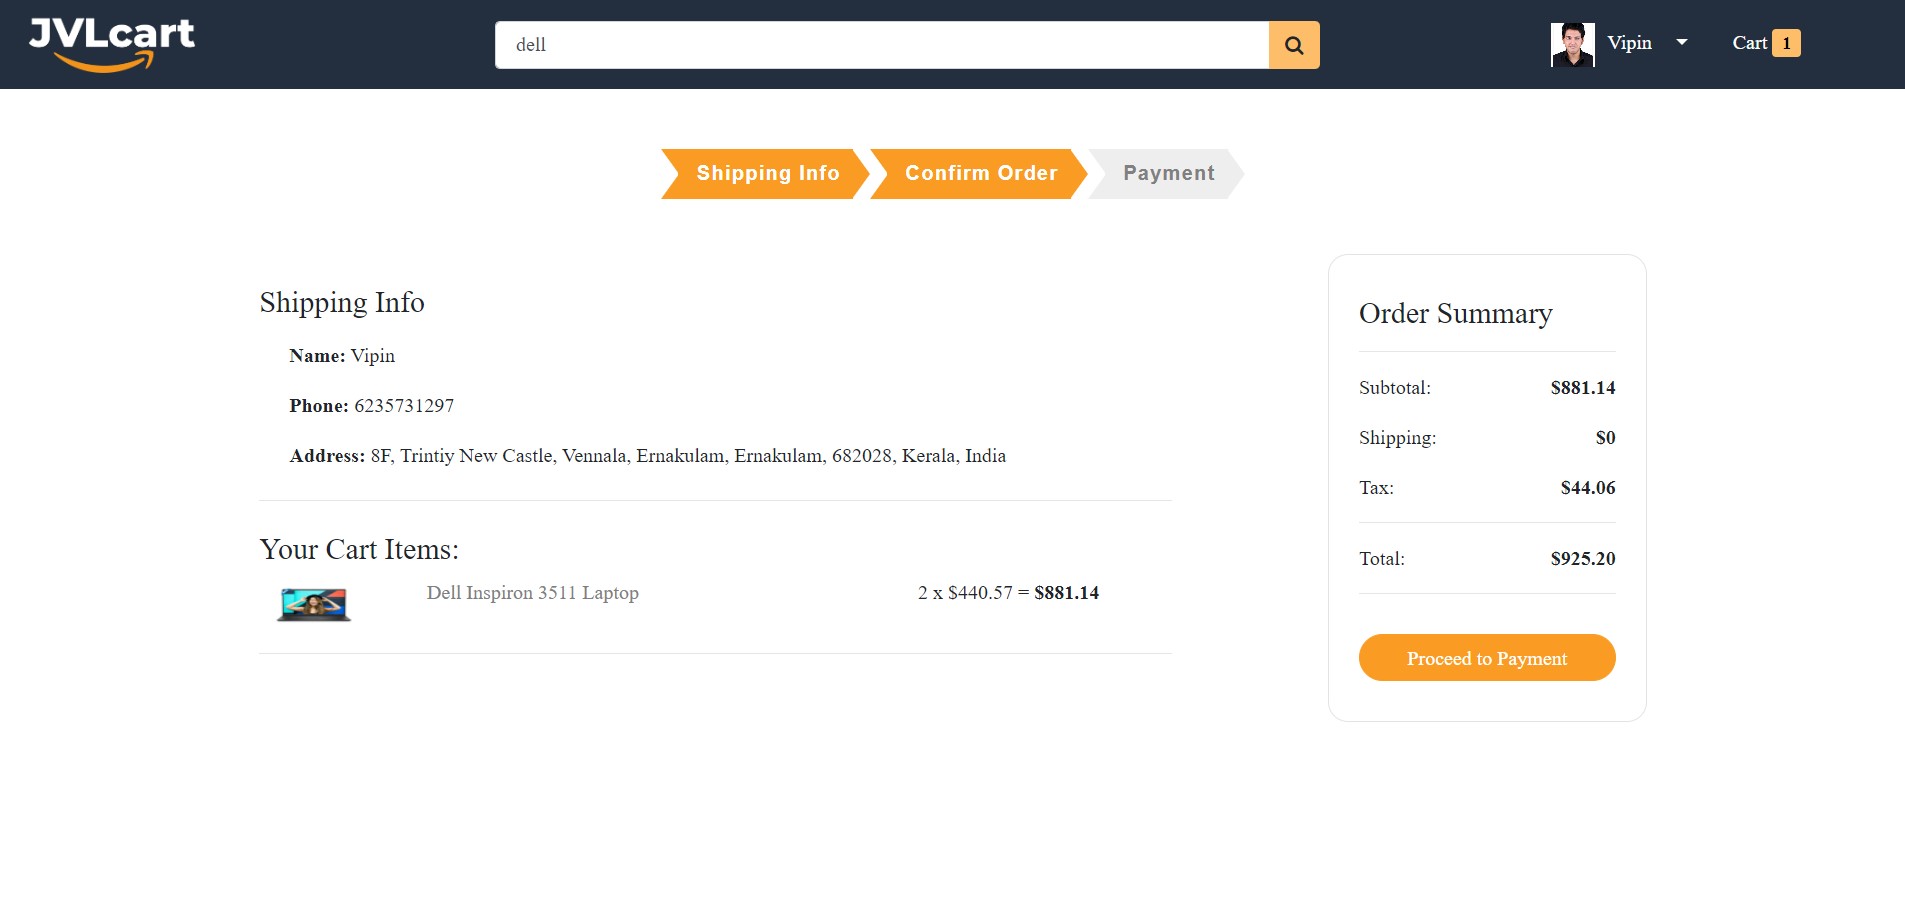 JVLcart
dell
Vipin
Cart 1
Shipping Info
Confirm Order
Payment
Shipping Info
Name: Vipin
Phone: 6235731297
Address: 8F, Trintiy New Castle, Vennala, Ernakulam, Ernakulam, 682028, Kerala, India
Your Cart Items:
Dell Inspiron 3511 Laptop
2 x $440.57 = $881.14
Order Summary
Subtotal: $881.14
Shipping: $0
Tax: $44.06
Total: $925.20
Proceed to Payment